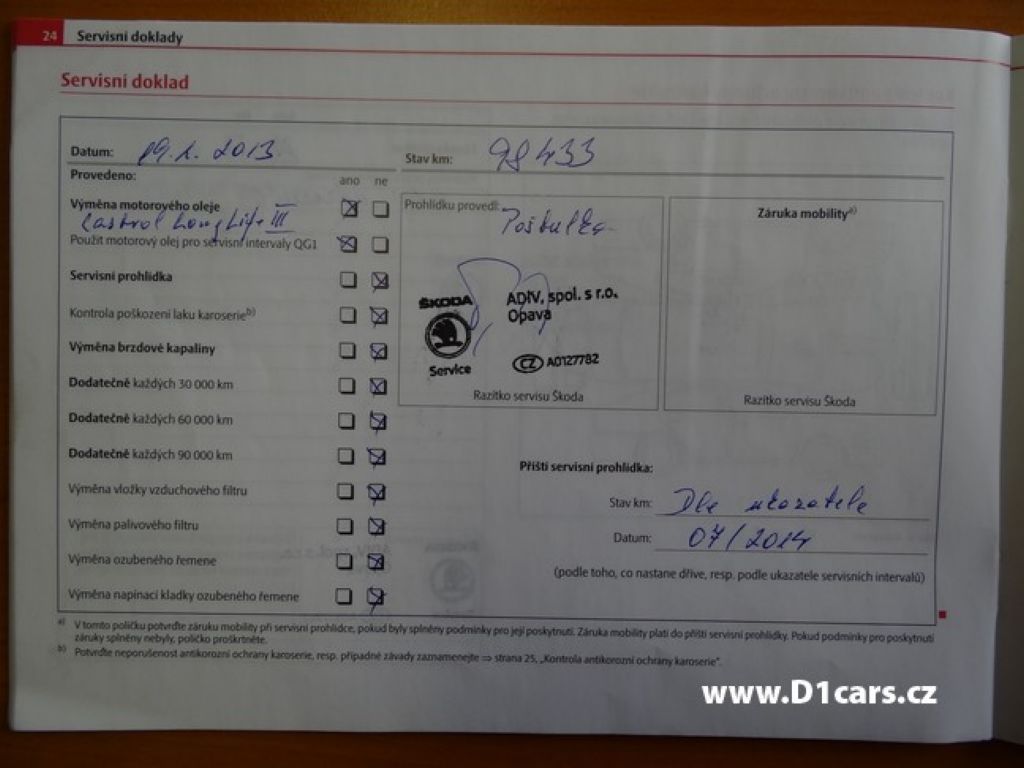 24 Servisní doklady
Servisní doklad
Datum: 19.2. 2013
Stav km: 98 433
Provedeno:
ano ne
Výměna motorového oleje
Castrol LongLife III
Použit motorový olej pro servisní intervaly QG1
Servisní prohlídka
Kontrola poškození laku karoserieb)
Výměna brzdové kapaliny
Dodatečně každých 30 000 km
Dodatečně každých 60 000 km
Dodatečně každých 90 000 km
Výměna vložky vzduchového filtru
Výměna palivového filtru
Výměna ozubeného řemene
Výměna napínací kladky ozubeného řemene
Prohlídku provedl:
ŠKODA
Service
ADIV, spol. s r.o.
Opava
CZ A0127782
Razítko servisu Škoda
Záruka mobilitya)
Razítko servisu Škoda
Příští servisní prohlídka:
Stav km: Dle ukazatele
Datum: 07/2014
(podle toho, co nastane dříve, resp. podle ukazatele servisních intervalů)
a) V tomto políčku potvrďte záruku mobility při servisní prohlídce, pokud byly splněny podmínky pro její poskytnutí. Záruka mobility platí do příští servisní prohlídky. Pokud podmínky pro poskytnutí
záruky splněny nebyly, políčko proškrtněte.
b) Potvrďte neporušenost antikorozní ochrany karoserie, resp. případné závady zaznamenejte ⇒ strana 25, „Kontrola antikorozní ochrany karoserie“.
www.D1cars.cz